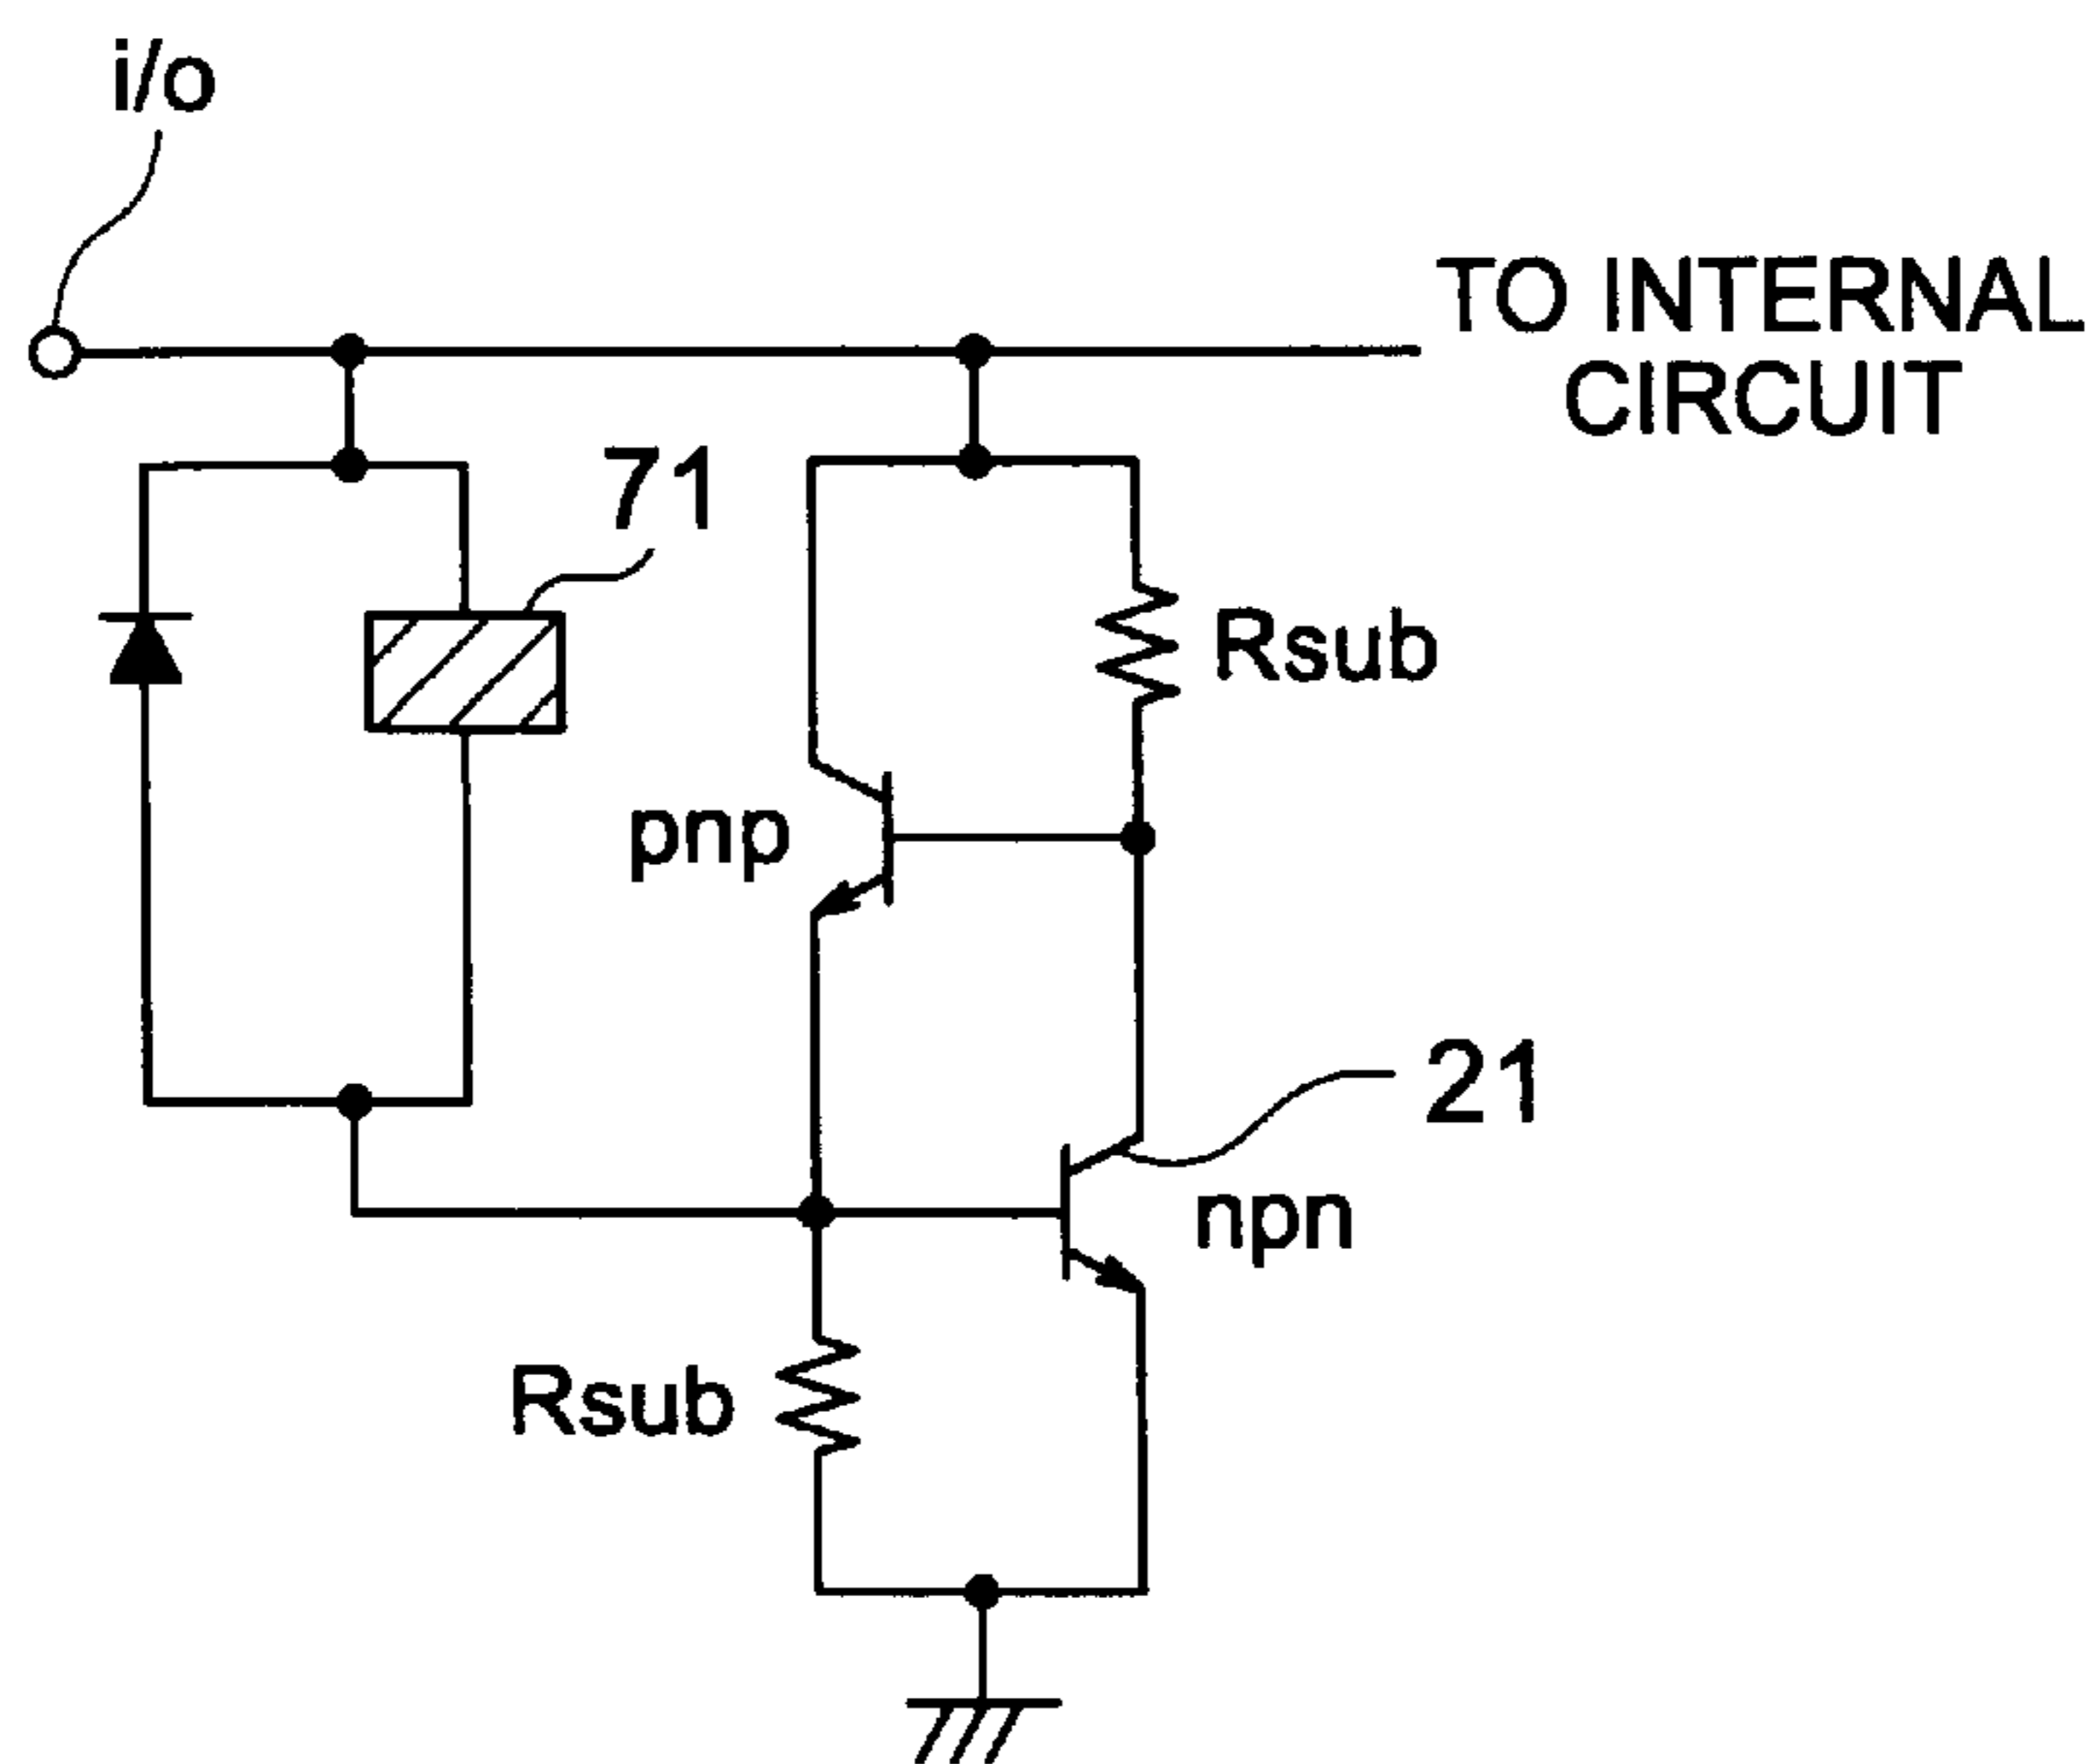 i/o
TO INTERNAL
CIRCUIT
71
Rsub
pnp
21
npn
Rsub